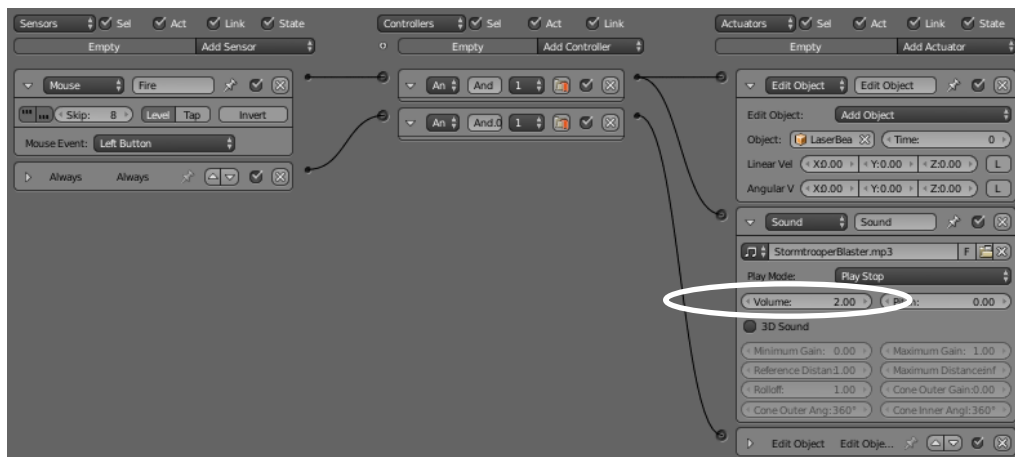 Sensors Sel Act Link State
Controllers Sel Act Link
Actuators Sel Act Link State
Empty Add Sensor
Empty Add Controller
Empty Add Actuator
Mouse Fire
Skip: 8 Level Tap Invert
Mouse Event: Left Button
Always Always
An And 1
An And.0 1
Edit Object Edit Object
Edit Object: Add Object
Object: LaserBea Time: 0
Linear Vel X:0.00 Y:0.00 Z:0.00 L
Angular V X:0.00 Y:0.00 Z:0.00 L
Sound Sound
StormtrooperBlaster.mp3 F
Play Mode: Play Stop
Volume: 2.00 0.00
3D Sound
Minimum Gain: 0.00 Maximum Gain: 1.00
Reference Distan:1.00 Maximum Distanceinf
Rolloff: 1.00 Cone Outer Gain:0.00
Cone Outer Ang:360° Cone Inner Angl:360°
Edit Object Edit Obje...